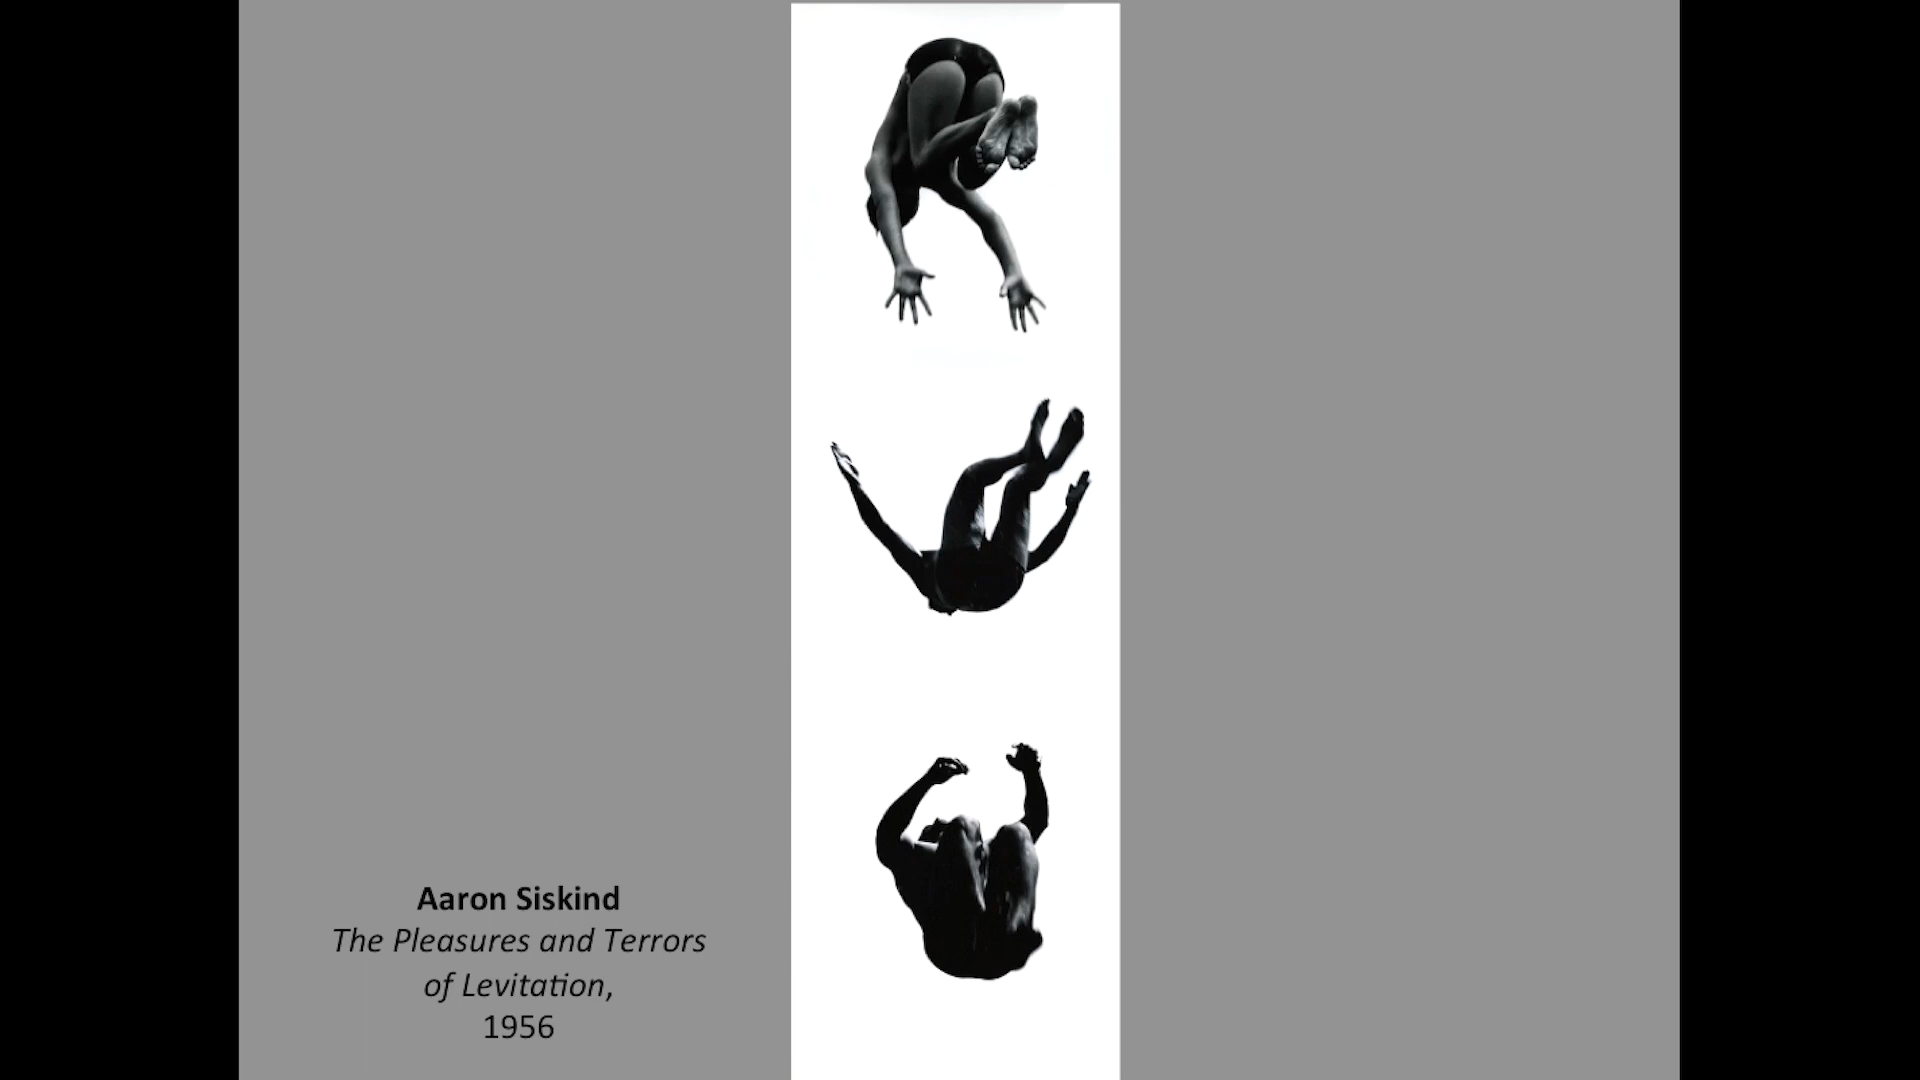 Aaron Siskind
The Pleasures and Terrors
of Levitation,
1956